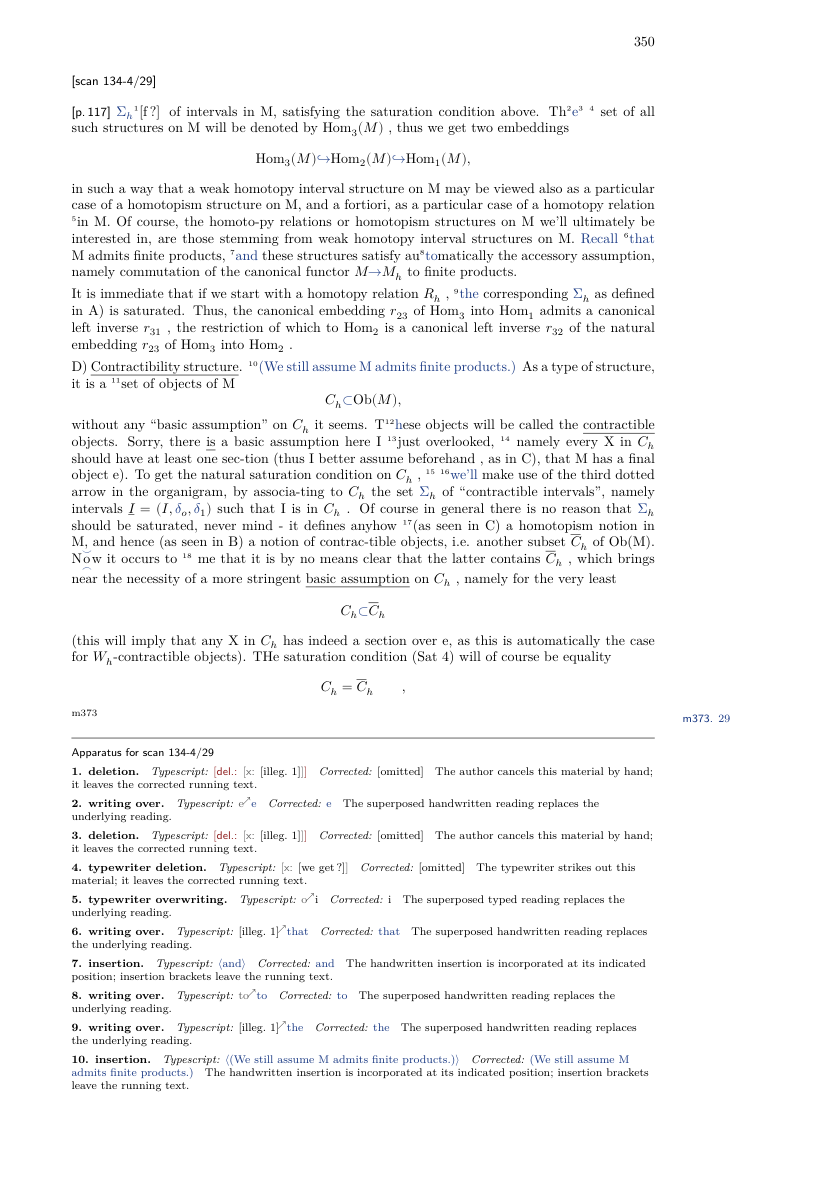 350
[scan 134-4/29]
[p. 117] Σₕ ¹[f ?] of intervals in M, satisfying the saturation condition above. Th²e³ ⁴ set of all
such structures on M will be denoted by Hom₃(M) , thus we get two embeddings
Hom₃(M)↪Hom₂(M)↪Hom₁(M),
in such a way that a weak homotopy interval structure on M may be viewed also as a particular
case of a homotopism structure on M, and a fortiori, as a particular case of a homotopy relation
⁵in M. Of course, the homoto-py relations or homotopism structures on M we’ll ultimately be
interested in, are those stemming from weak homotopy interval structures on M. Recall ⁶that
M admits finite products, ⁷and these structures satisfy au⁸tomatically the accessory assumption,
namely commutation of the canonical functor M→Mₕ to finite products.
It is immediate that if we start with a homotopy relation Rₕ , ⁹the corresponding Σₕ as defined
in A) is saturated. Thus, the canonical embedding r₂₃ of Hom₃ into Hom₁ admits a canonical
left inverse r₃₁ , the restriction of which to Hom₂ is a canonical left inverse r₃₂ of the natural
embedding r₂₃ of Hom₃ into Hom₂ .
D) Contractibility structure. ¹⁰(We still assume M admits finite products.) As a type of structure,
it is a ¹¹set of objects of M
Cₕ⊂Ob(M),
without any “basic assumption” on Cₕ it seems. T¹²hese objects will be called the contractible
objects. Sorry, there is a basic assumption here I ¹³just overlooked, ¹⁴ namely every X in Cₕ
should have at least one sec-tion (thus I better assume beforehand , as in C), that M has a final
object e). To get the natural saturation condition on Cₕ , ¹⁵ ¹⁶we’ll make use of the third dotted
arrow in the organigram, by associa-ting to Cₕ the set Σₕ of “contractible intervals”, namely
intervals I̲ = (I, δₒ, δ₁) such that I is in Cₕ . Of course in general there is no reason that Σₕ
should be saturated, never mind - it defines anyhow ¹⁷(as seen in C) a homotopism notion in
M, and hence (as seen in B) a notion of contrac-tible objects, i.e. another subset C̅ₕ of Ob(M).
Now it occurs to ¹⁸ me that it is by no means clear that the latter contains C̅ₕ , which brings
near the necessity of a more stringent basic assumption on Cₕ , namely for the very least
Cₕ⊂C̅ₕ
(this will imply that any X in Cₕ has indeed a section over e, as this is automatically the case
for Wₕ-contractible objects). THe saturation condition (Sat 4) will of course be equality
Cₕ = C̅ₕ ,
m373
m373. 29
Apparatus for scan 134-4/29
1. deletion. Typescript: [del.: [x: [illeg. 1]]] Corrected: [omitted] The author cancels this material by hand;
it leaves the corrected running text.
2. writing over. Typescript: e↗e Corrected: e The superposed handwritten reading replaces the
underlying reading.
3. deletion. Typescript: [del.: [x: [illeg. 1]]] Corrected: [omitted] The author cancels this material by hand;
it leaves the corrected running text.
4. typewriter deletion. Typescript: [x: [we get ?]] Corrected: [omitted] The typewriter strikes out this
material; it leaves the corrected running text.
5. typewriter overwriting. Typescript: o↗i Corrected: i The superposed typed reading replaces the
underlying reading.
6. writing over. Typescript: [illeg. 1]↗that Corrected: that The superposed handwritten reading replaces
the underlying reading.
7. insertion. Typescript: ⟨and⟩ Corrected: and The handwritten insertion is incorporated at its indicated
position; insertion brackets leave the running text.
8. writing over. Typescript: to↗to Corrected: to The superposed handwritten reading replaces the
underlying reading.
9. writing over. Typescript: [illeg. 1]↗the Corrected: the The superposed handwritten reading replaces
the underlying reading.
10. insertion. Typescript: ⟨(We still assume M admits finite products.)⟩ Corrected: (We still assume M
admits finite products.) The handwritten insertion is incorporated at its indicated position; insertion brackets
leave the running text.